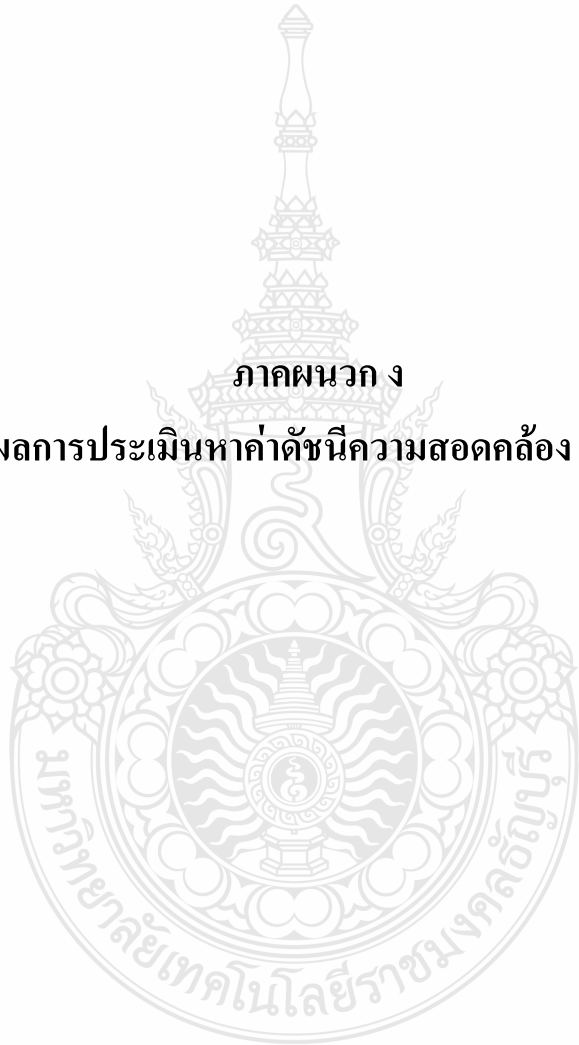 ภาคผนวก ง
ผลการประเมินหาค่าดัชนีความสอดคล้อง
มหาวิทยาลัยเทคโนโลยีราชมงคลธัญบุรี